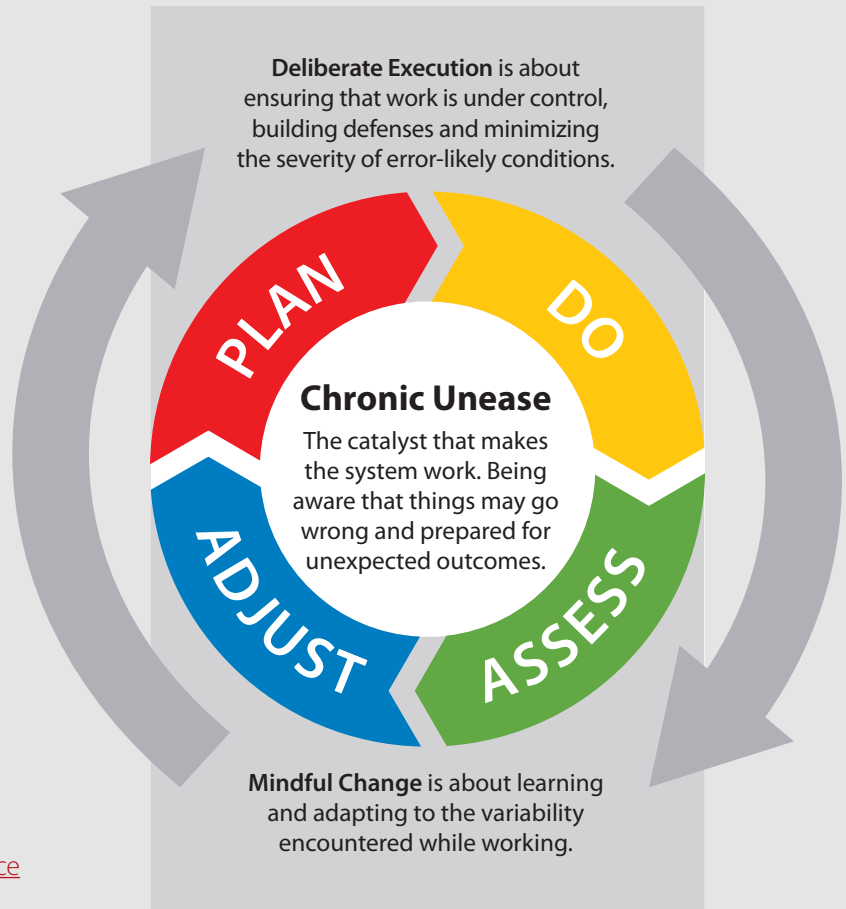 Deliberate Execution is about
ensuring that work is under control,
building defenses and minimizing
the severity of error-likely conditions.
PLAN
DO
Chronic Unease
The catalyst that makes
the system work. Being
aware that things may go
wrong and prepared for
unexpected outcomes.
ADJUST
ASSESS
Mindful Change is about learning
and adapting to the variability
encountered while working.
ce